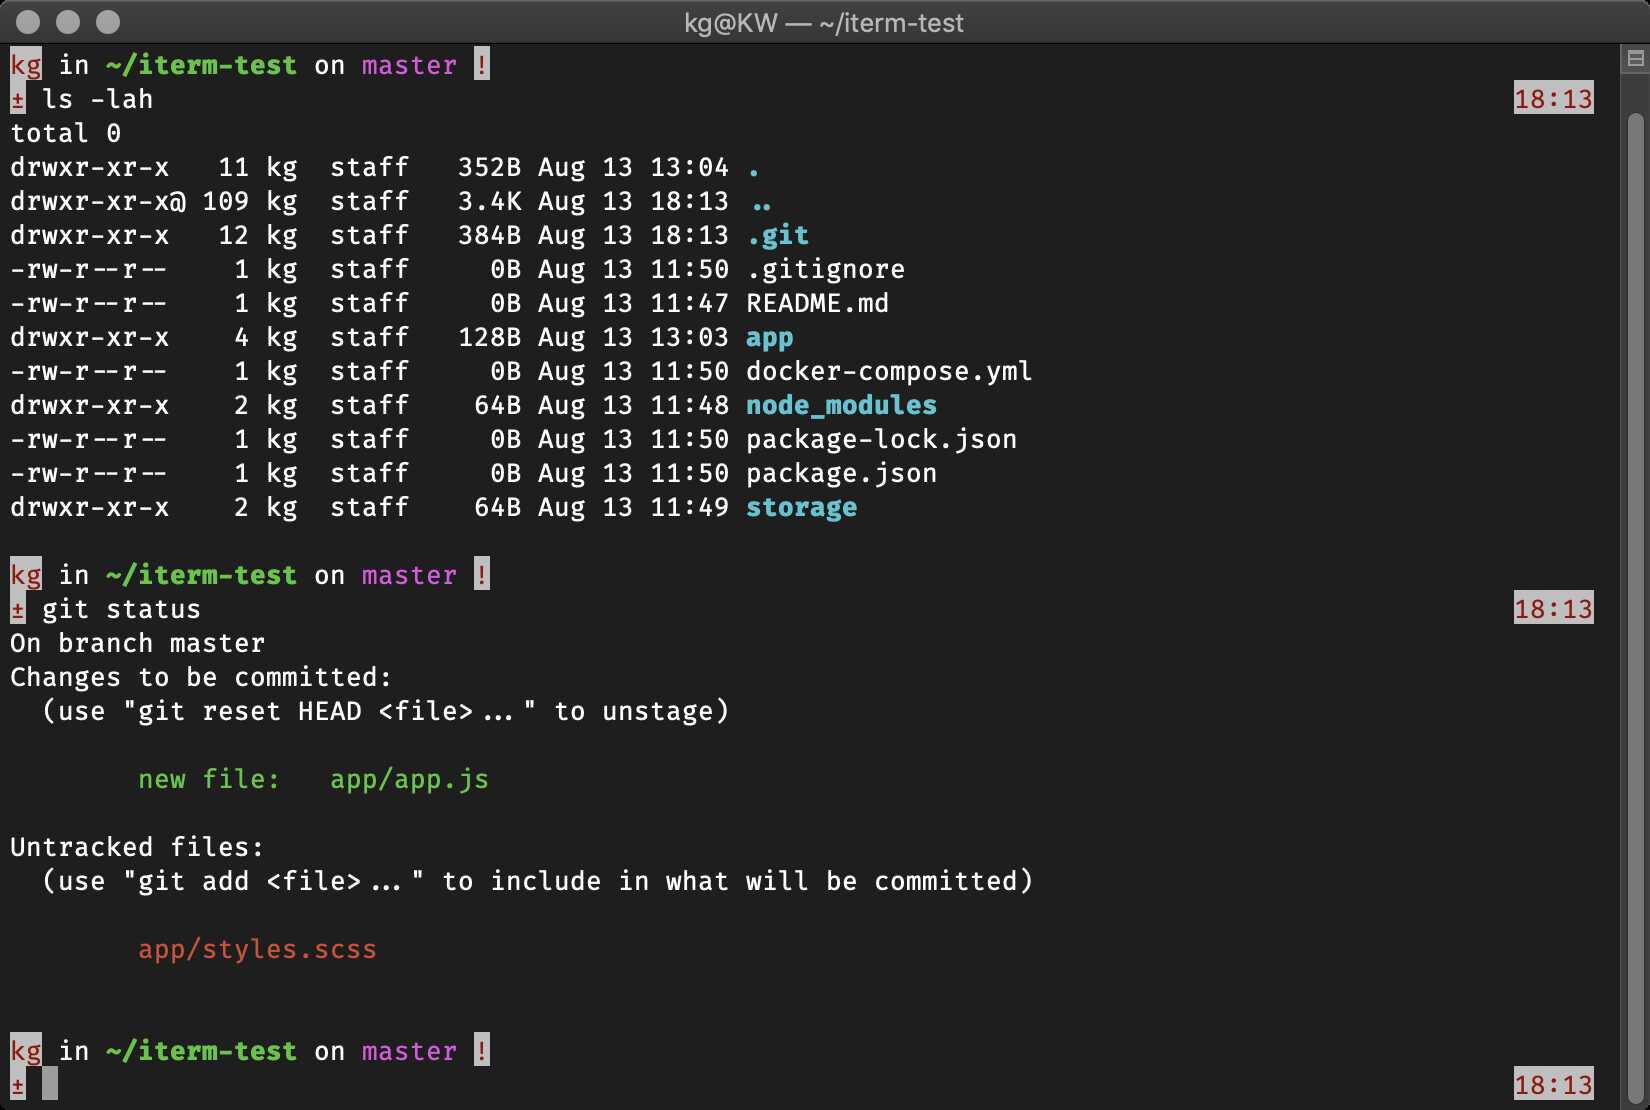 kg@KW — ~/iterm-test
kg in ~/iterm-test on master !
± ls -lah 18:13
total 0
drwxr-xr-x   11 kg  staff   352B Aug 13 13:04 .
drwxr-xr-x@ 109 kg  staff   3.4K Aug 13 18:13 ..
drwxr-xr-x   12 kg  staff   384B Aug 13 18:13 .git
-rw-r--r--    1 kg  staff     0B Aug 13 11:50 .gitignore
-rw-r--r--    1 kg  staff     0B Aug 13 11:47 README.md
drwxr-xr-x    4 kg  staff   128B Aug 13 13:03 app
-rw-r--r--    1 kg  staff     0B Aug 13 11:50 docker-compose.yml
drwxr-xr-x    2 kg  staff    64B Aug 13 11:48 node_modules
-rw-r--r--    1 kg  staff     0B Aug 13 11:50 package-lock.json
-rw-r--r--    1 kg  staff     0B Aug 13 11:50 package.json
drwxr-xr-x    2 kg  staff    64B Aug 13 11:49 storage
kg in ~/iterm-test on master !
± git status 18:13
On branch master
Changes to be committed:
  (use "git reset HEAD <file>..." to unstage)
        new file:   app/app.js
Untracked files:
  (use "git add <file>..." to include in what will be committed)
        app/styles.scss
kg in ~/iterm-test on master !
± 18:13